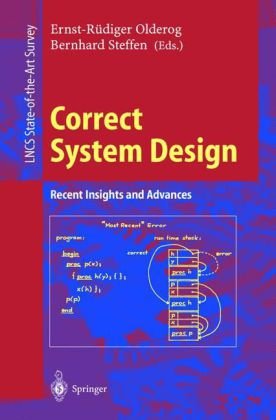 LNCS State-of-the-Art Survey
Ernst-Rüdiger Olderog
Bernhard Steffen (Eds.)
Correct
System Design
Recent Insights and Advances
"Most Recent" Error
program:
run time stack:
begin
proc p(x);
{ proc h(y); { };
x(h) };
p(p)
end
correct
error
h
y
proc h
p
x
proc h
p
x
Springer